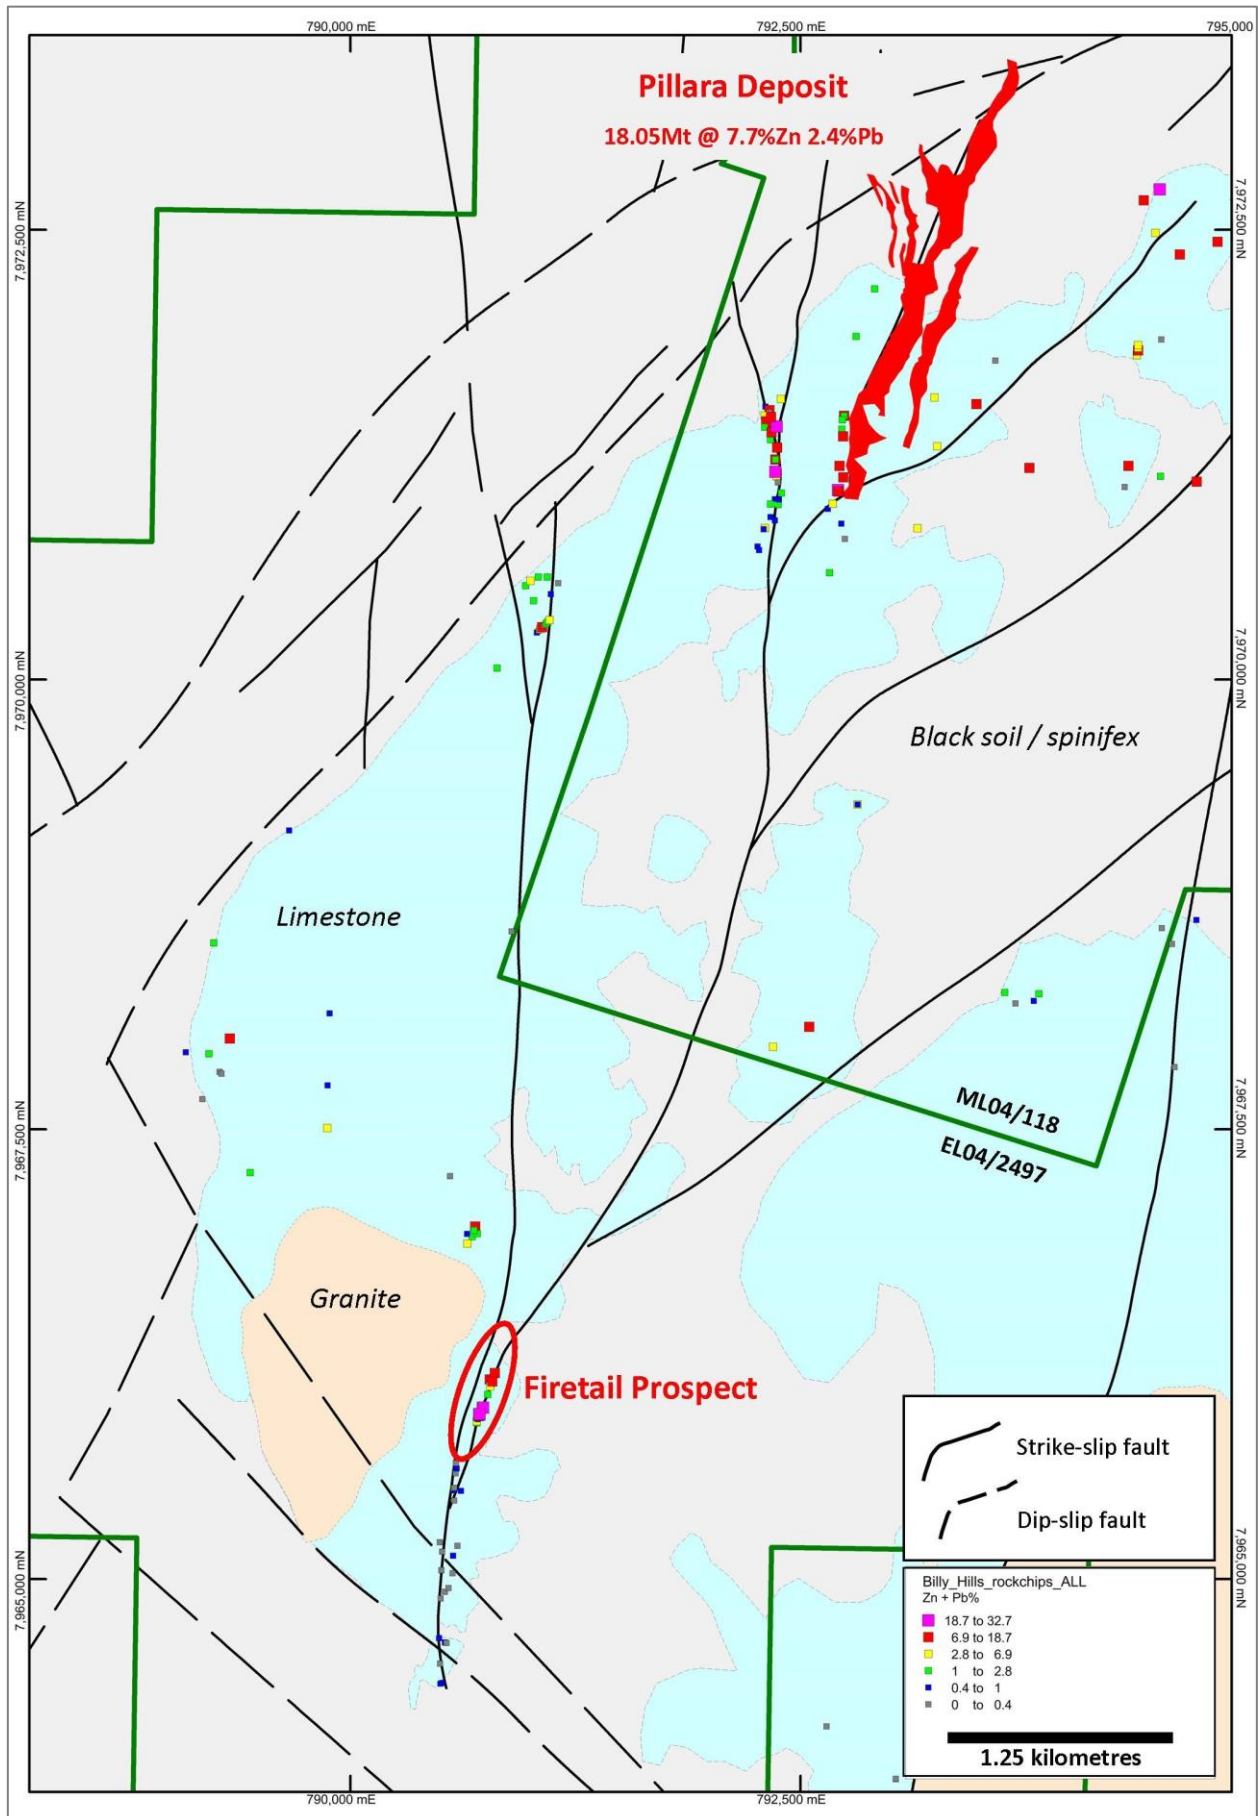 790,000 mE
792,500 mE
795,000
Pillara Deposit
18.05Mt @ 7.7%Zn 2.4%Pb
7,972,500 mN
7,972,500 mN
7,970,000 mN
7,970,000 mN
Black soil / spinifex
Limestone
ML04/118
EL04/2497
7,967,500 mN
7,967,500 mN
Granite
Firetail Prospect
Strike-slip fault
Dip-slip fault
7,965,000 mN
7,965,000 mN
Billy_Hills_rockchips_ALL
Zn + Pb%
18.7 to 32.7
6.9 to 18.7
2.8 to 6.9
1 to 2.8
0.4 to 1
0 to 0.4
1.25 kilometres
790,000 mE
792,500 mE